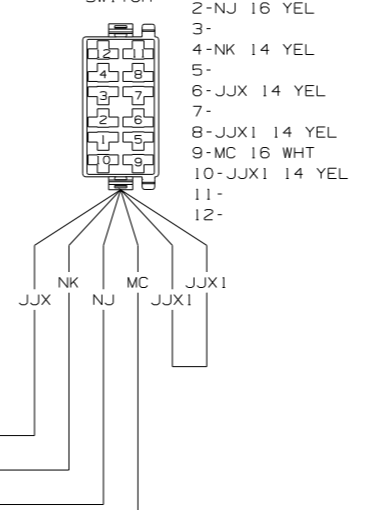 2-NJ 16 YEL
3-
4-NK 14 YEL
5-
6-JJX 14 YEL
7-
8-JJX1 14 YEL
9-MC 16 WHT
10-JJX1 14 YEL
11-
12-
12 11
4 8
3 7
2 6
1 5
10 9
NK MC JJX1
JJX NJ JJX1